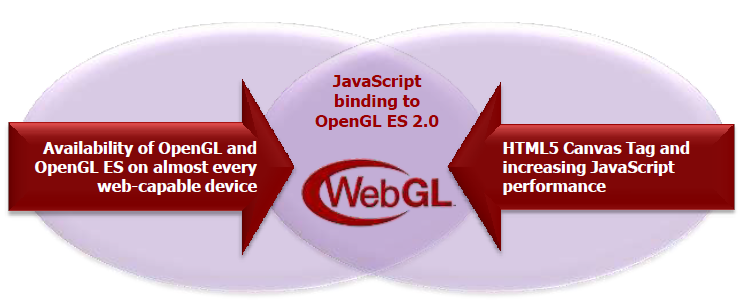 JavaScript
binding to
OpenGL ES 2.0
Availability of OpenGL and
OpenGL ES on almost every
web-capable device
WebGL
HTML5 Canvas Tag and
increasing JavaScript
performance